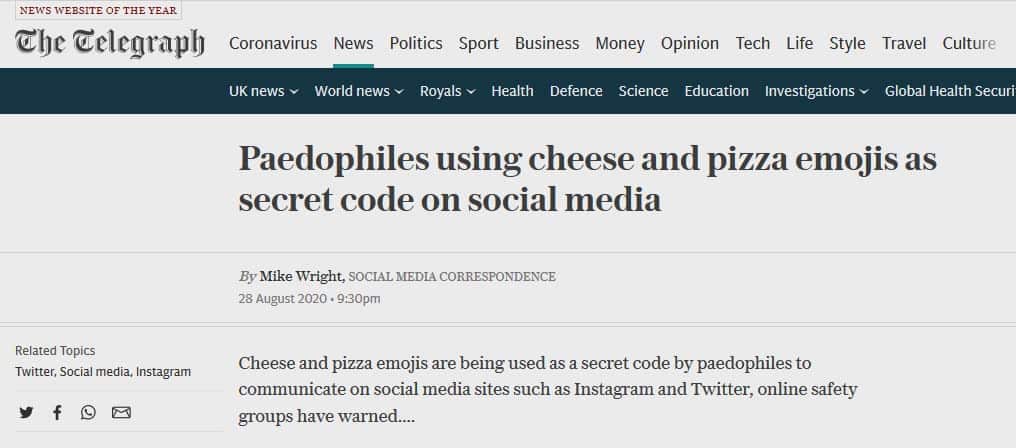 NEWS WEBSITE OF THE YEAR
The Telegraph
Coronavirus News Politics Sport Business Money Opinion Tech Life Style Travel Culture
UK news World news Royals Health Defence Science Education Investigations Global Health Securi
Paedophiles using cheese and pizza emojis as
secret code on social media
By Mike Wright, SOCIAL MEDIA CORRESPONDENCE
28 August 2020 • 9:30pm
Related Topics
Twitter, Social media, Instagram
Cheese and pizza emojis are being used as a secret code by paedophiles to
communicate on social media sites such as Instagram and Twitter, online safety
groups have warned....